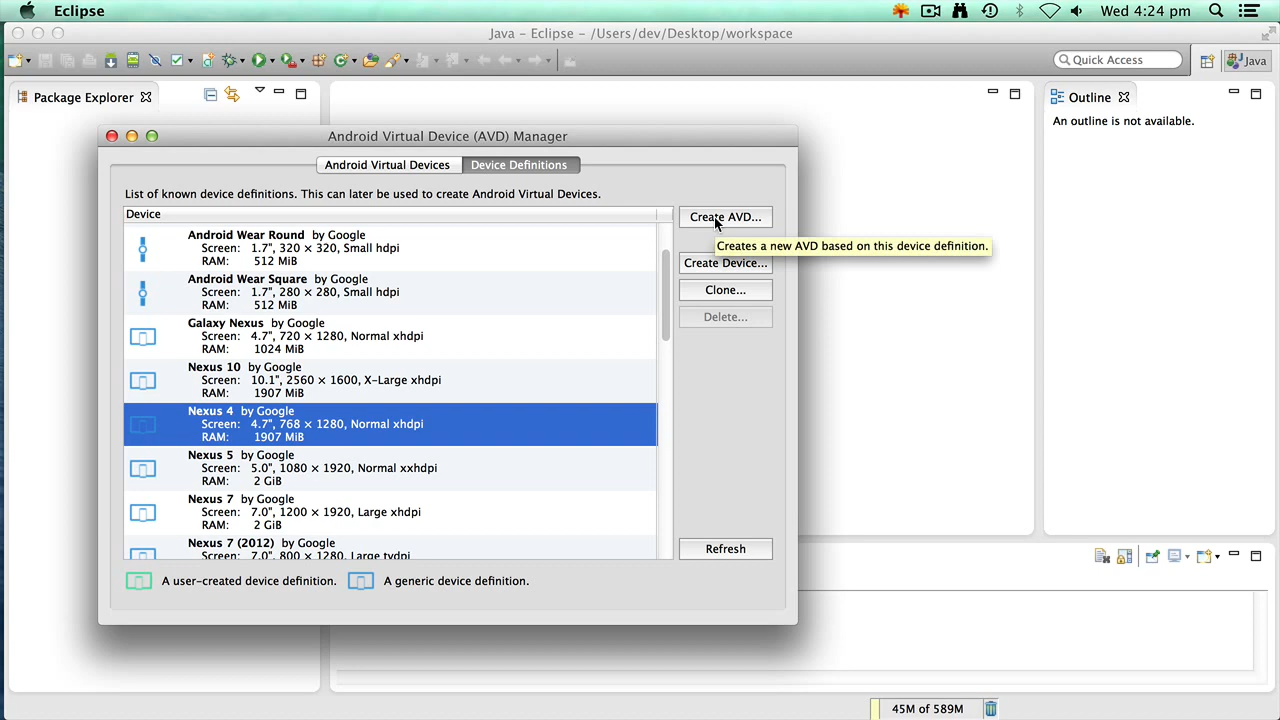 Eclipse
Wed 4:24 pm
Java - Eclipse - /Users/dev/Desktop/workspace
Quick Access
Java
Package Explorer
Outline
An outline is not available.
Android Virtual Device (AVD) Manager
Android Virtual Devices
Device Definitions
List of known device definitions. This can later be used to create Android Virtual Devices.
Device
Android Wear Round by Google
Screen: 1.7", 320 × 320, Small hdpi
RAM: 512 MiB
Android Wear Square by Google
Screen: 1.7", 280 × 280, Small hdpi
RAM: 512 MiB
Galaxy Nexus by Google
Screen: 4.7", 720 × 1280, Normal xhdpi
RAM: 1024 MiB
Nexus 10 by Google
Screen: 10.1", 2560 × 1600, X-Large xhdpi
RAM: 1907 MiB
Nexus 4 by Google
Screen: 4.7", 768 × 1280, Normal xhdpi
RAM: 1907 MiB
Nexus 5 by Google
Screen: 5.0", 1080 × 1920, Normal xxhdpi
RAM: 2 GiB
Nexus 7 by Google
Screen: 7.0", 1200 × 1920, Large xhdpi
RAM: 2 GiB
Nexus 7 (2012) by Google
Screen: 7.0", 800 × 1280, Large tvdpi
Create AVD...
Creates a new AVD based on this device definition.
Create Device...
Clone...
Delete...
Refresh
A user-created device definition.
A generic device definition.
45M of 589M